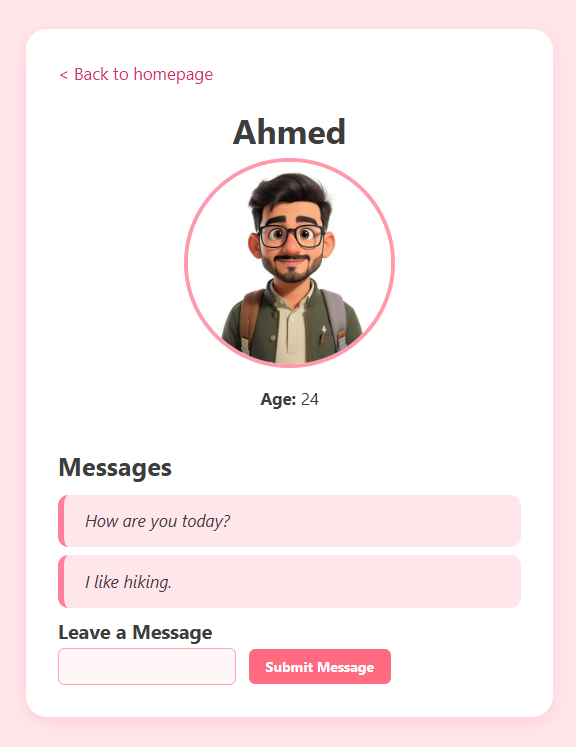 < Back to homepage
Ahmed
Age: 24
Messages
How are you today?
I like hiking.
Leave a Message
Submit Message